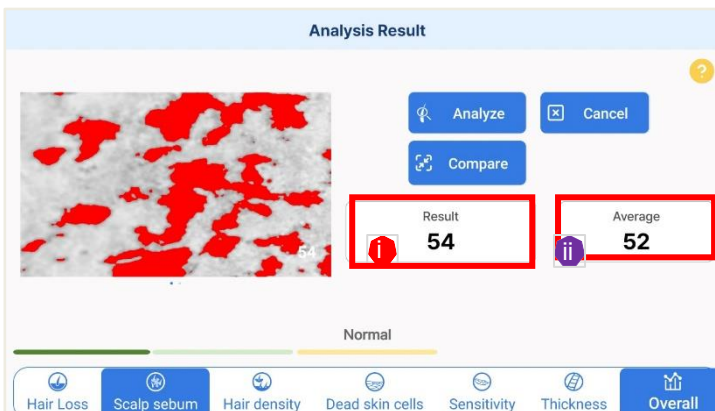 Analysis Result
?
Analyze
Cancel
Compare
Result
54
Average
52
i
ii
54
Normal
Hair Loss
Scalp sebum
Hair density
Dead skin cells
Sensitivity
Thickness
Overall